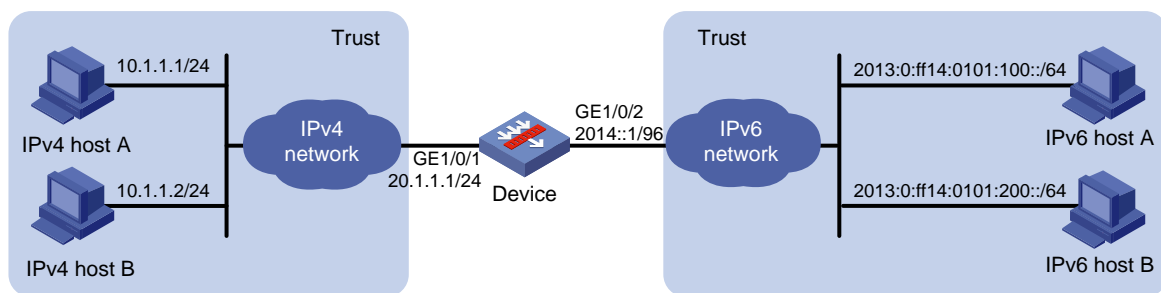 Trust
10.1.1.1/24
IPv4 host A
IPv4
network
10.1.1.2/24
IPv4 host B
GE1/0/1
20.1.1.1/24
Device
GE1/0/2
2014::1/96
Trust
IPv6
network
2013:0:ff14:0101:100::/64
IPv6 host A
2013:0:ff14:0101:200::/64
IPv6 host B